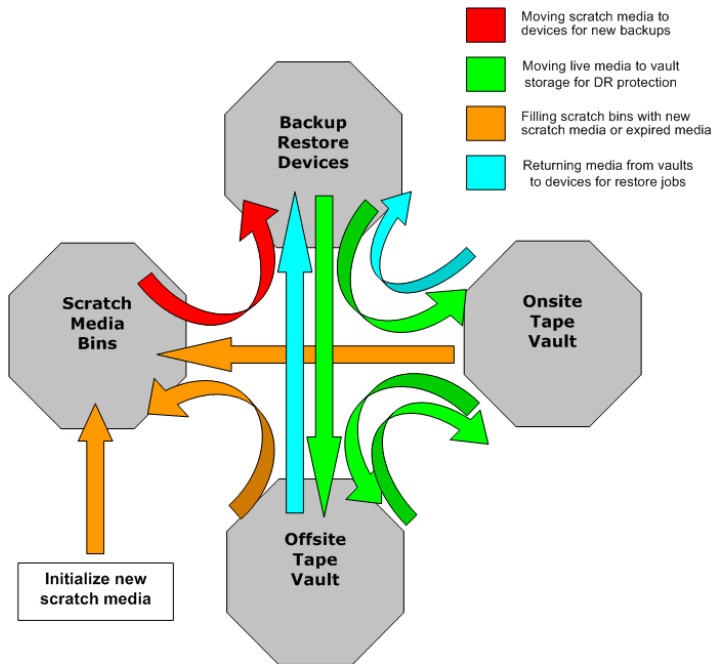 Moving scratch media to
devices for new backups
Moving live media to vault
storage for DR protection
Filling scratch bins with new
scratch media or expired media
Returning media from vaults
to devices for restore jobs
Backup
Restore
Devices
Scratch
Media
Bins
Onsite
Tape
Vault
Offsite
Tape
Vault
Initialize new
scratch media